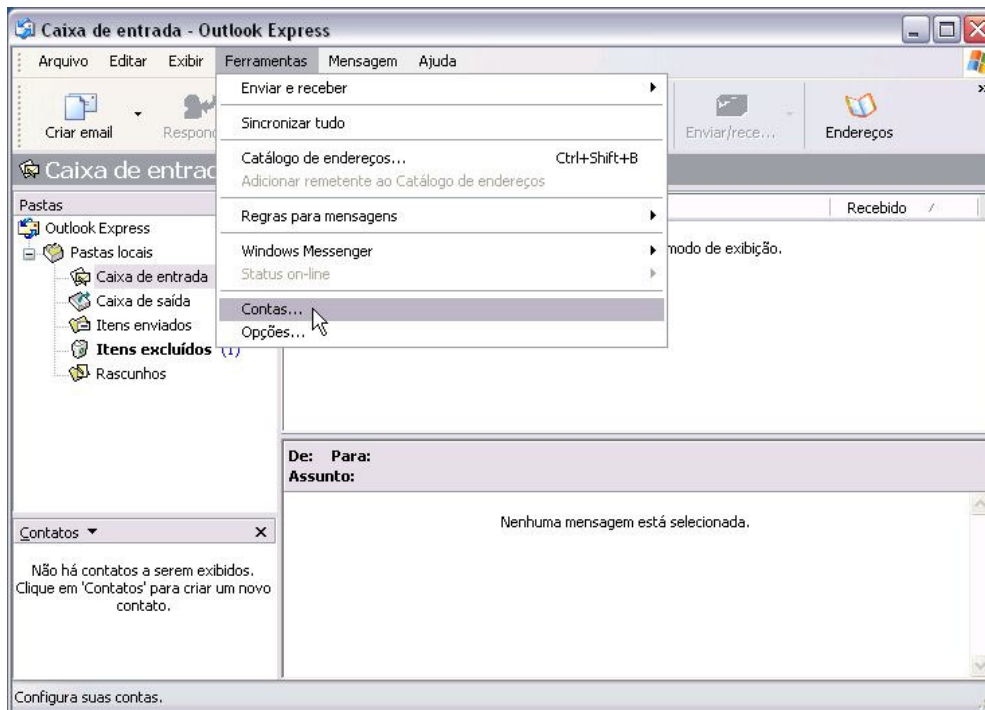 Caixa de entrada - Outlook Express
Arquivo Editar Exibir Ferramentas Mensagem Ajuda
Criar email
Enviar/rece...
Endereços
»
Enviar e receber
Sincronizar tudo
Catálogo de endereços... Ctrl+Shift+B
Adicionar remetente ao Catálogo de endereços
Regras para mensagens
Windows Messenger
Status on-line
Contas...
Opções...
Caixa de
Pastas
Outlook Express
Pastas locais
Caixa de entrada
Caixa de saída
Itens enviados
Itens excluídos (1)
Rascunhos
Recebido
modo de exibição.
De: Para:
Assunto:
Nenhuma mensagem está selecionada.
Contatos
Não há contatos a serem exibidos.
Clique em 'Contatos' para criar um novo
contato.
Configura suas contas.